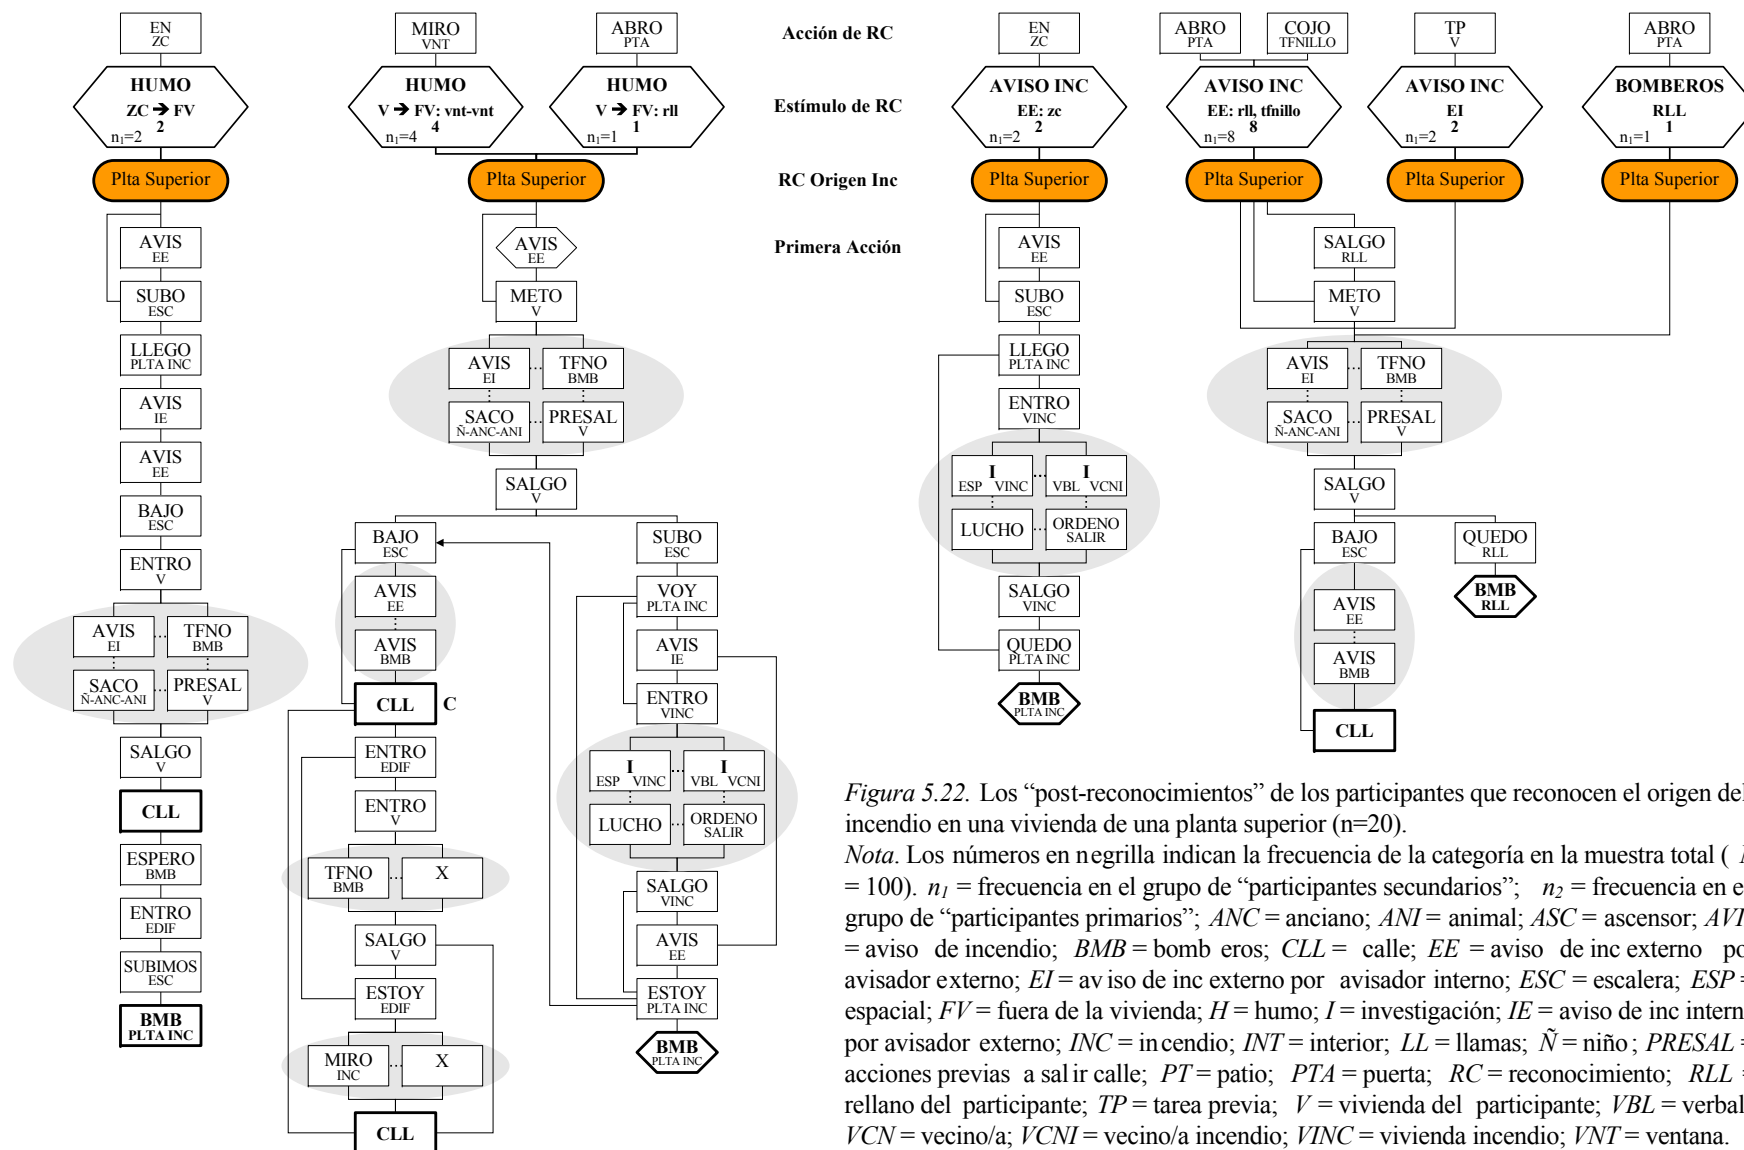 EN
ZC
MIRO
VNT
ABRO
PTA
Acción de RC
EN
ZC
ABRO
PTA
COJO
TFNILLO
TP
V
ABRO
PTA
HUMO
ZC ➔ FV
2
n₁=2
HUMO
V ➔ FV: vnt-vnt
4
n₁=4
HUMO
V ➔ FV: rll
1
n₁=1
Estímulo de RC
AVISO INC
EE: zc
2
n₁=2
AVISO INC
EE: rll, tfnillo
8
n₁=8
AVISO INC
EI
2
n₁=2
BOMBEROS
RLL
1
n₁=1
Plta Superior
Plta Superior
RC Origen Inc
Plta Superior
Plta Superior
Plta Superior
Plta Superior
Primera Acción
AVIS
EE
SUBO
ESC
LLEGO
PLTA INC
AVIS
IE
AVIS
EE
BAJO
ESC
ENTRO
V
AVIS
EI
TFNO
BMB
SACO
Ñ-ANC-ANI
PRESAL
V
SALGO
V
CLL
ESPERO
BMB
ENTRO
EDIF
SUBIMOS
ESC
BMB
PLTA INC
AVIS
EE
METO
V
AVIS
EI
TFNO
BMB
SACO
Ñ-ANC-ANI
PRESAL
V
SALGO
V
BAJO
ESC
AVIS
EE
AVIS
BMB
CLL
C
ENTRO
EDIF
ENTRO
V
TFNO
BMB
X
SALGO
V
ESTOY
EDIF
MIRO
INC
X
CLL
SUBO
ESC
VOY
PLTA INC
AVIS
IE
ENTRO
VINC
I
ESP VINC
I
VBL VCNI
LUCHO
ORDENO
SALIR
SALGO
VINC
AVIS
EE
ESTOY
PLTA INC
BMB
PLTA INC
AVIS
EE
SUBO
ESC
LLEGO
PLTA INC
ENTRO
VINC
I
ESP VINC
I
VBL VCNI
LUCHO
ORDENO
SALIR
SALGO
VINC
QUEDO
PLTA INC
BMB
PLTA INC
SALGO
RLL
METO
V
AVIS
EI
TFNO
BMB
SACO
Ñ-ANC-ANI
PRESAL
V
SALGO
V
BAJO
ESC
QUEDO
RLL
BMB
RLL
AVIS
EE
AVIS
BMB
CLL
Figura 5.22. Los “post-reconocimientos” de los participantes que reconocen el origen del
incendio en una vivienda de una planta superior (n=20).
Nota. Los números en negrilla indican la frecuencia de la categoría en la muestra total (
= 100). n₁ = frecuencia en el grupo de “participantes secundarios”; n₂ = frecuencia en e
grupo de “participantes primarios”; ANC = anciano; ANI = animal; ASC = ascensor; AVI
= aviso de incendio; BMB = bomberos; CLL = calle; EE = aviso de inc externo po
avisador externo; EI = aviso de inc externo por avisador interno; ESC = escalera; ESP =
espacial; FV = fuera de la vivienda; H = humo; I = investigación; IE = aviso de inc intern
por avisador externo; INC = incendio; INT = interior; LL = llamas; Ñ = niño; PRESAL =
acciones previas a salir calle; PT = patio; PTA = puerta; RC = reconocimiento; RLL =
rellano del participante; TP = tarea previa; V = vivienda del participante; VBL = verbal
VCN = vecino/a; VCNI = vecino/a incendio; VINC = vivienda incendio; VNT = ventana.